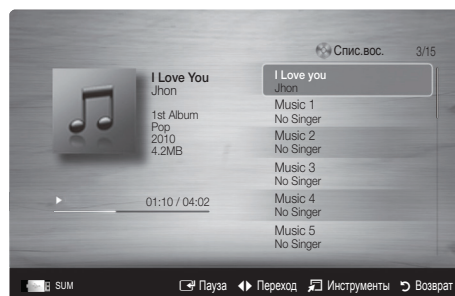 Спис.вос. 3/15
I Love You
Jhon
1st Album
Pop
2010
4.2MB
01:10 / 04:02
I Love you
Jhon
Music 1
No Singer
Music 2
No Singer
Music 3
No Singer
Music 4
No Singer
Music 5
No Singer
SUM Пауза Переход Инструменты Возврат